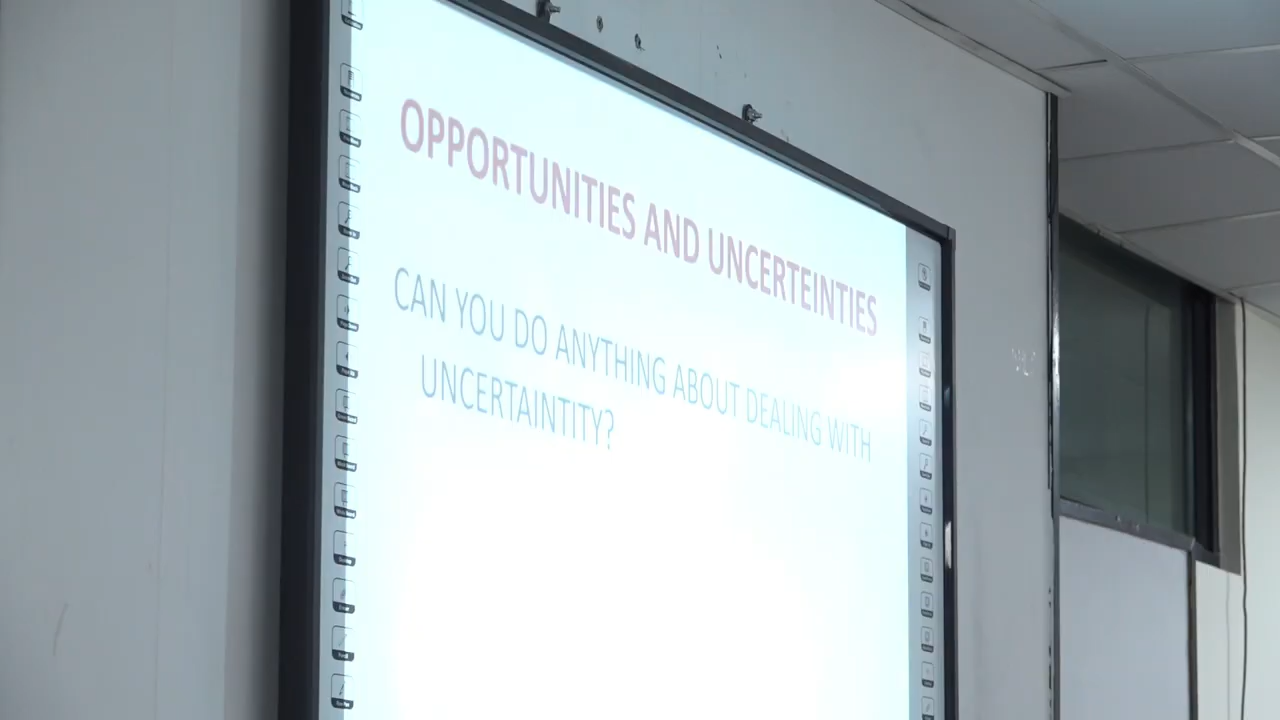 OPPORTUNITIES AND UNCERTEINTIES
CAN YOU DO ANYTHING ABOUT DEALING WITH
UNCERTAINTITY?